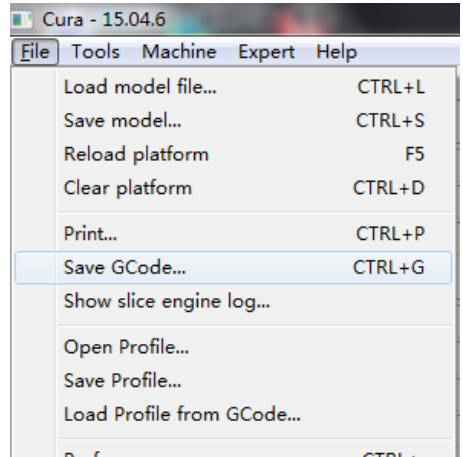 Cura - 15.04.6
File Tools Machine Expert Help
Load model file... CTRL+L
Save model... CTRL+S
Reload platform F5
Clear platform CTRL+D
Print... CTRL+P
Save GCode... CTRL+G
Show slice engine log...
Open Profile...
Save Profile...
Load Profile from GCode...